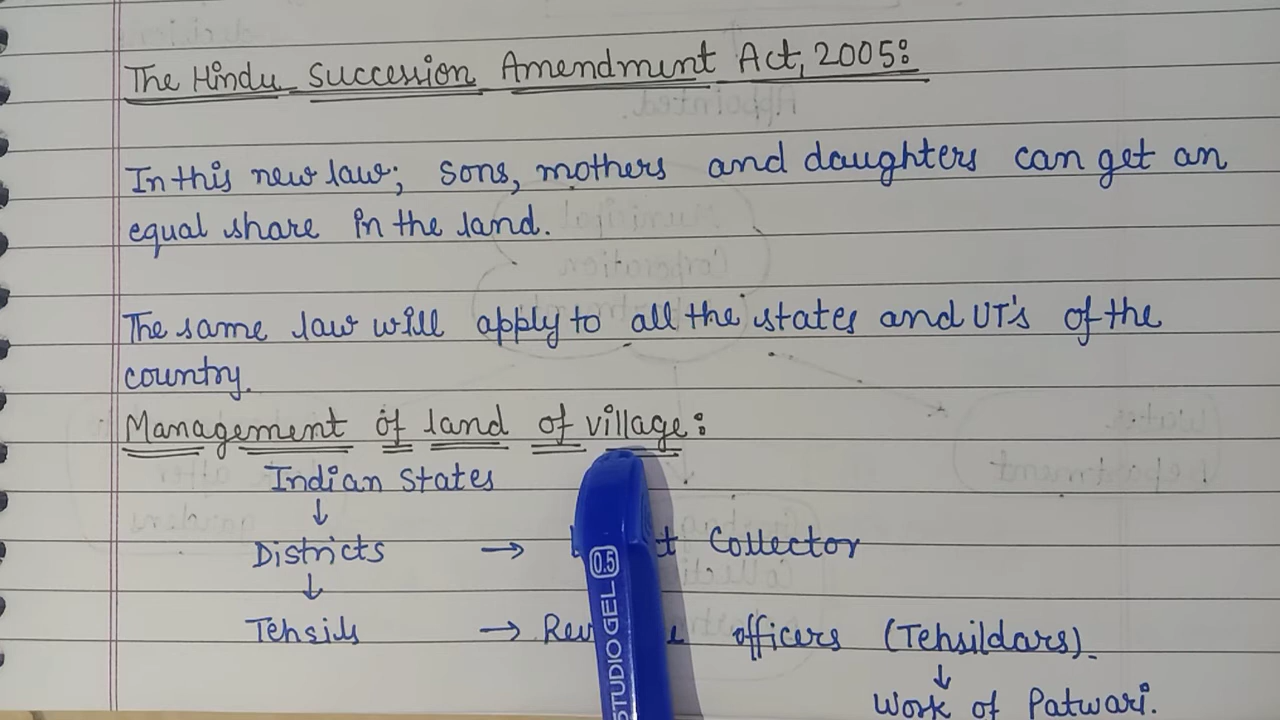 The Hindu Succession Amendment Act, 2005:
In this new law; sons, mothers and daughters can get an
equal share in the land.
The same law will apply to all the states and UT's of the
country.
Management of land of village:
Indian States
↓
Districts → Collector
↓
Tehsils → officers (Tehsildars).
↓
Work of Patwari.
STUDIO GEL 0.5